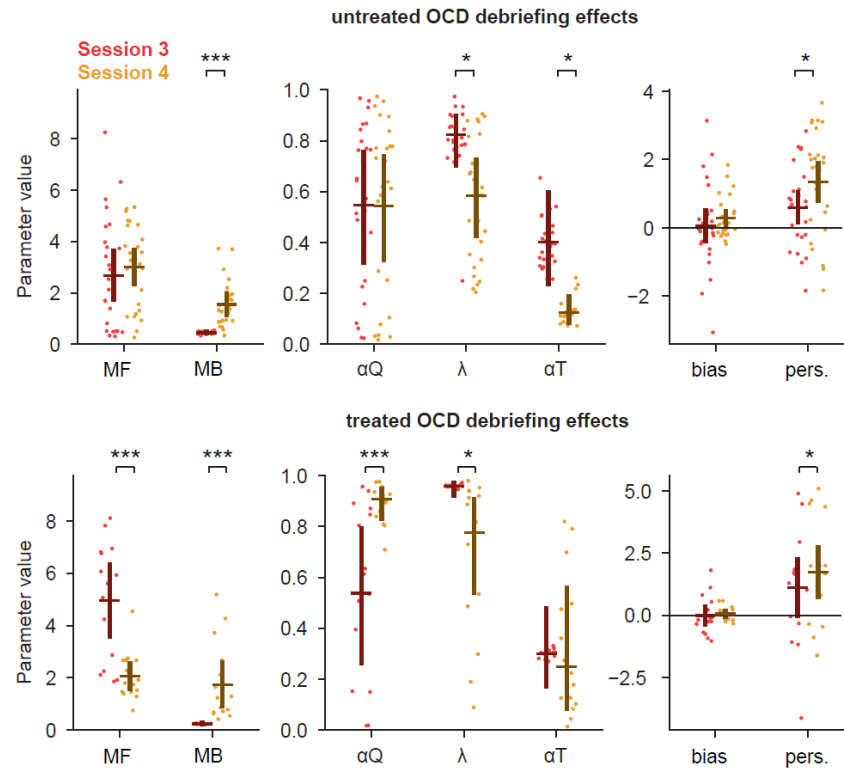 untreated OCD debriefing effects
Session 3
Session 4
*** * * *
Parameter value
8
6
4
2
0
MF MB
1.0
0.8
0.6
0.4
0.2
0.0
αQ λ αT
4
2
0
−2
bias pers.
treated OCD debriefing effects
*** *** *** * *
Parameter value
8
6
4
2
0
MF MB
1.0
0.8
0.6
0.4
0.2
0.0
αQ λ αT
5.0
2.5
0.0
−2.5
bias pers.